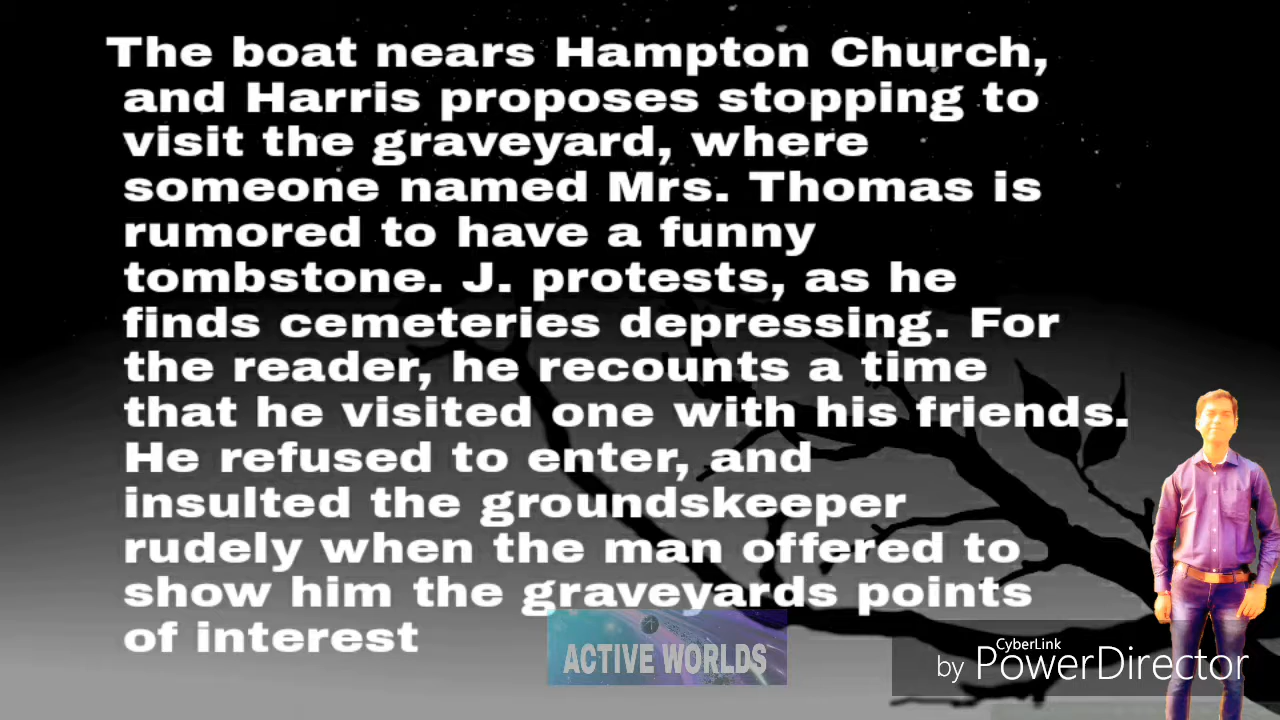 The boat nears Hampton Church,
and Harris proposes stopping to
visit the graveyard, where
someone named Mrs. Thomas is
rumored to have a funny
tombstone. J. protests, as he
finds cemeteries depressing. For
the reader, he recounts a time
that he visited one with his friends.
He refused to enter, and
insulted the groundskeeper
rudely when the man offered to
show him the graveyards points
of interest
ACTIVE WORLDS
CyberLink
by PowerDirector